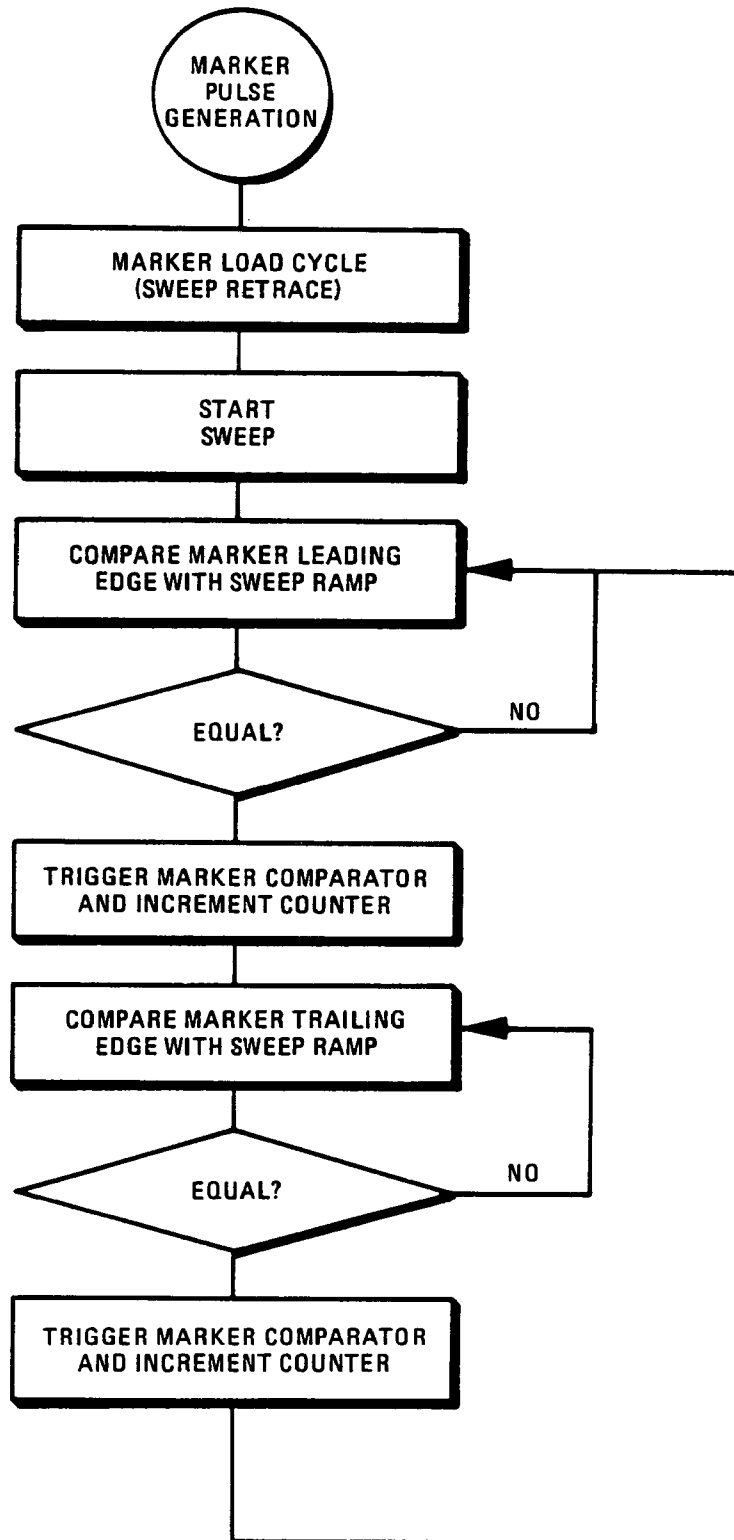 MARKER
PULSE
GENERATION
MARKER LOAD CYCLE
(SWEEP RETRACE)
START
SWEEP
COMPARE MARKER LEADING
EDGE WITH SWEEP RAMP
EQUAL?
NO
TRIGGER MARKER COMPARATOR
AND INCREMENT COUNTER
COMPARE MARKER TRAILING
EDGE WITH SWEEP RAMP
EQUAL?
NO
TRIGGER MARKER COMPARATOR
AND INCREMENT COUNTER